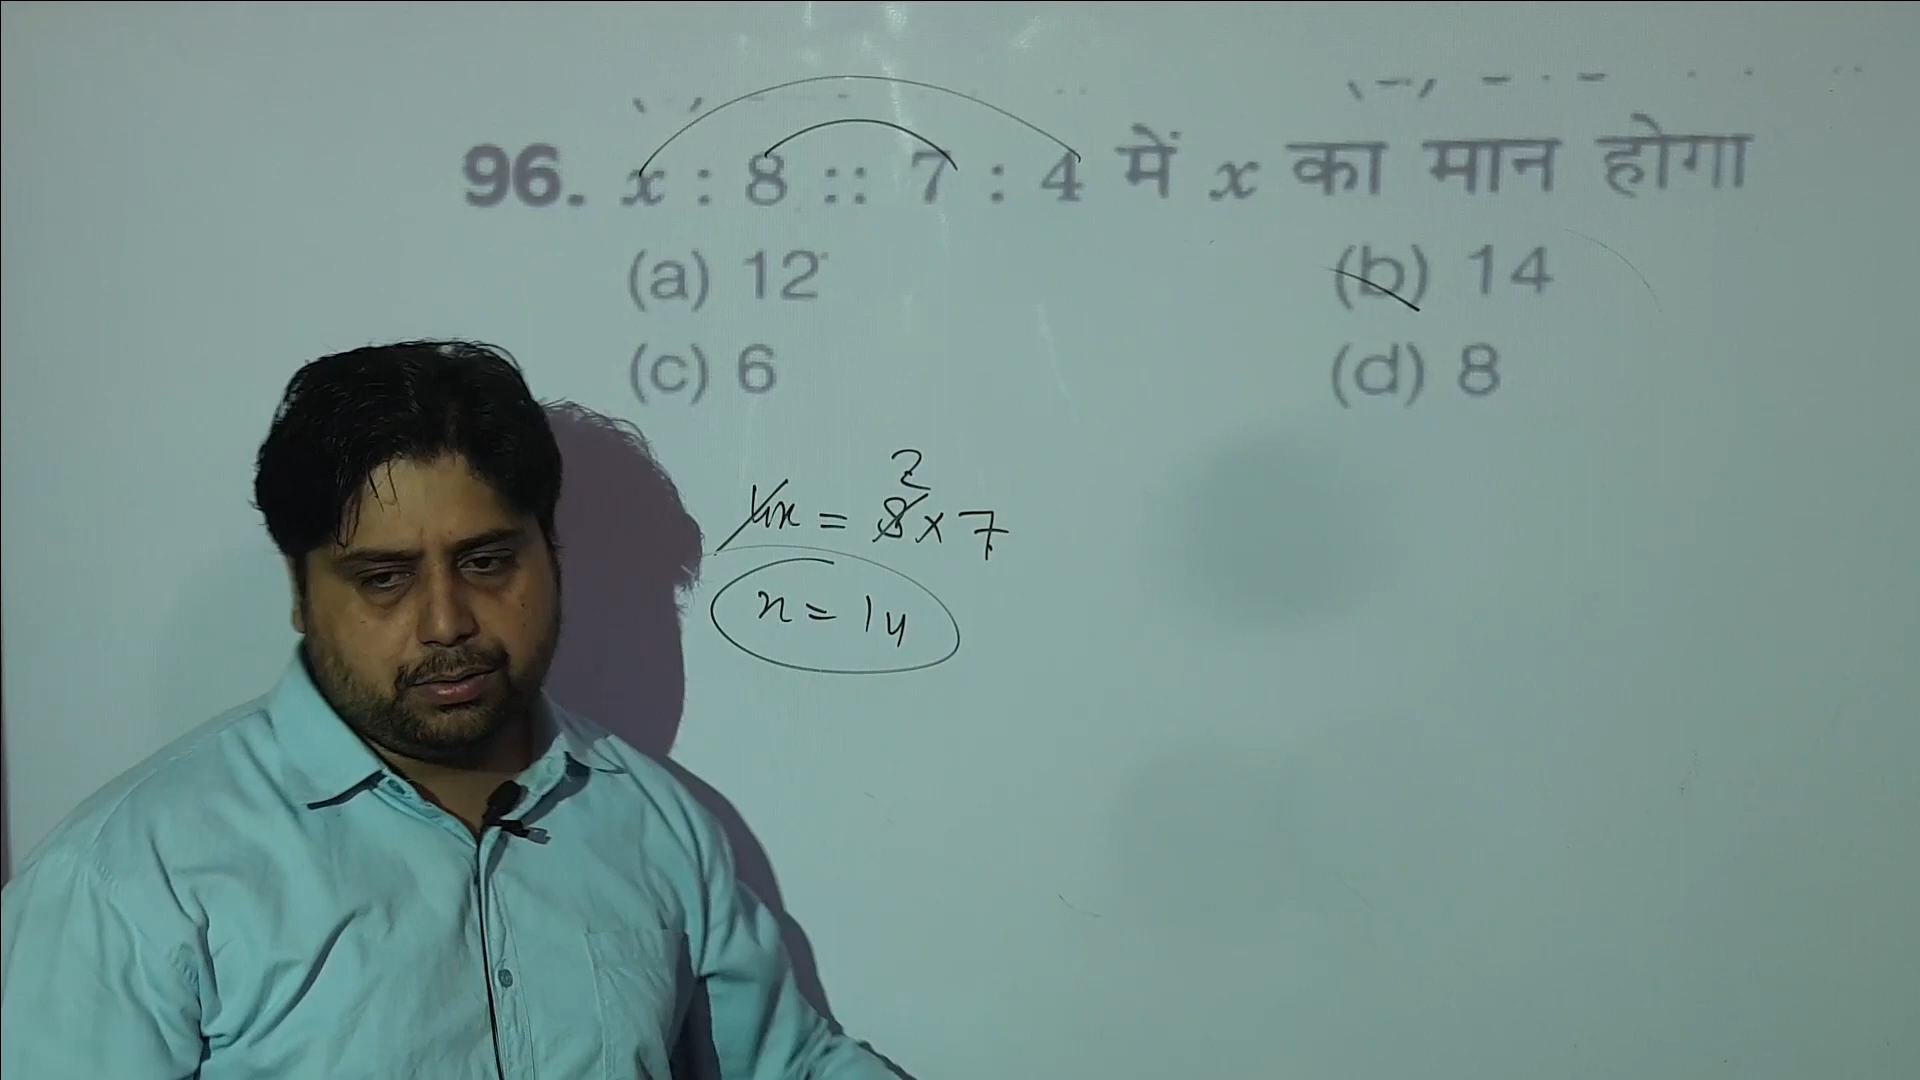 96. x : 8 :: 7 : 4 में x का मान होगा
(a) 12 (b) 14
(c) 6 (d) 8
2
4x = 8 × 7
x = 14